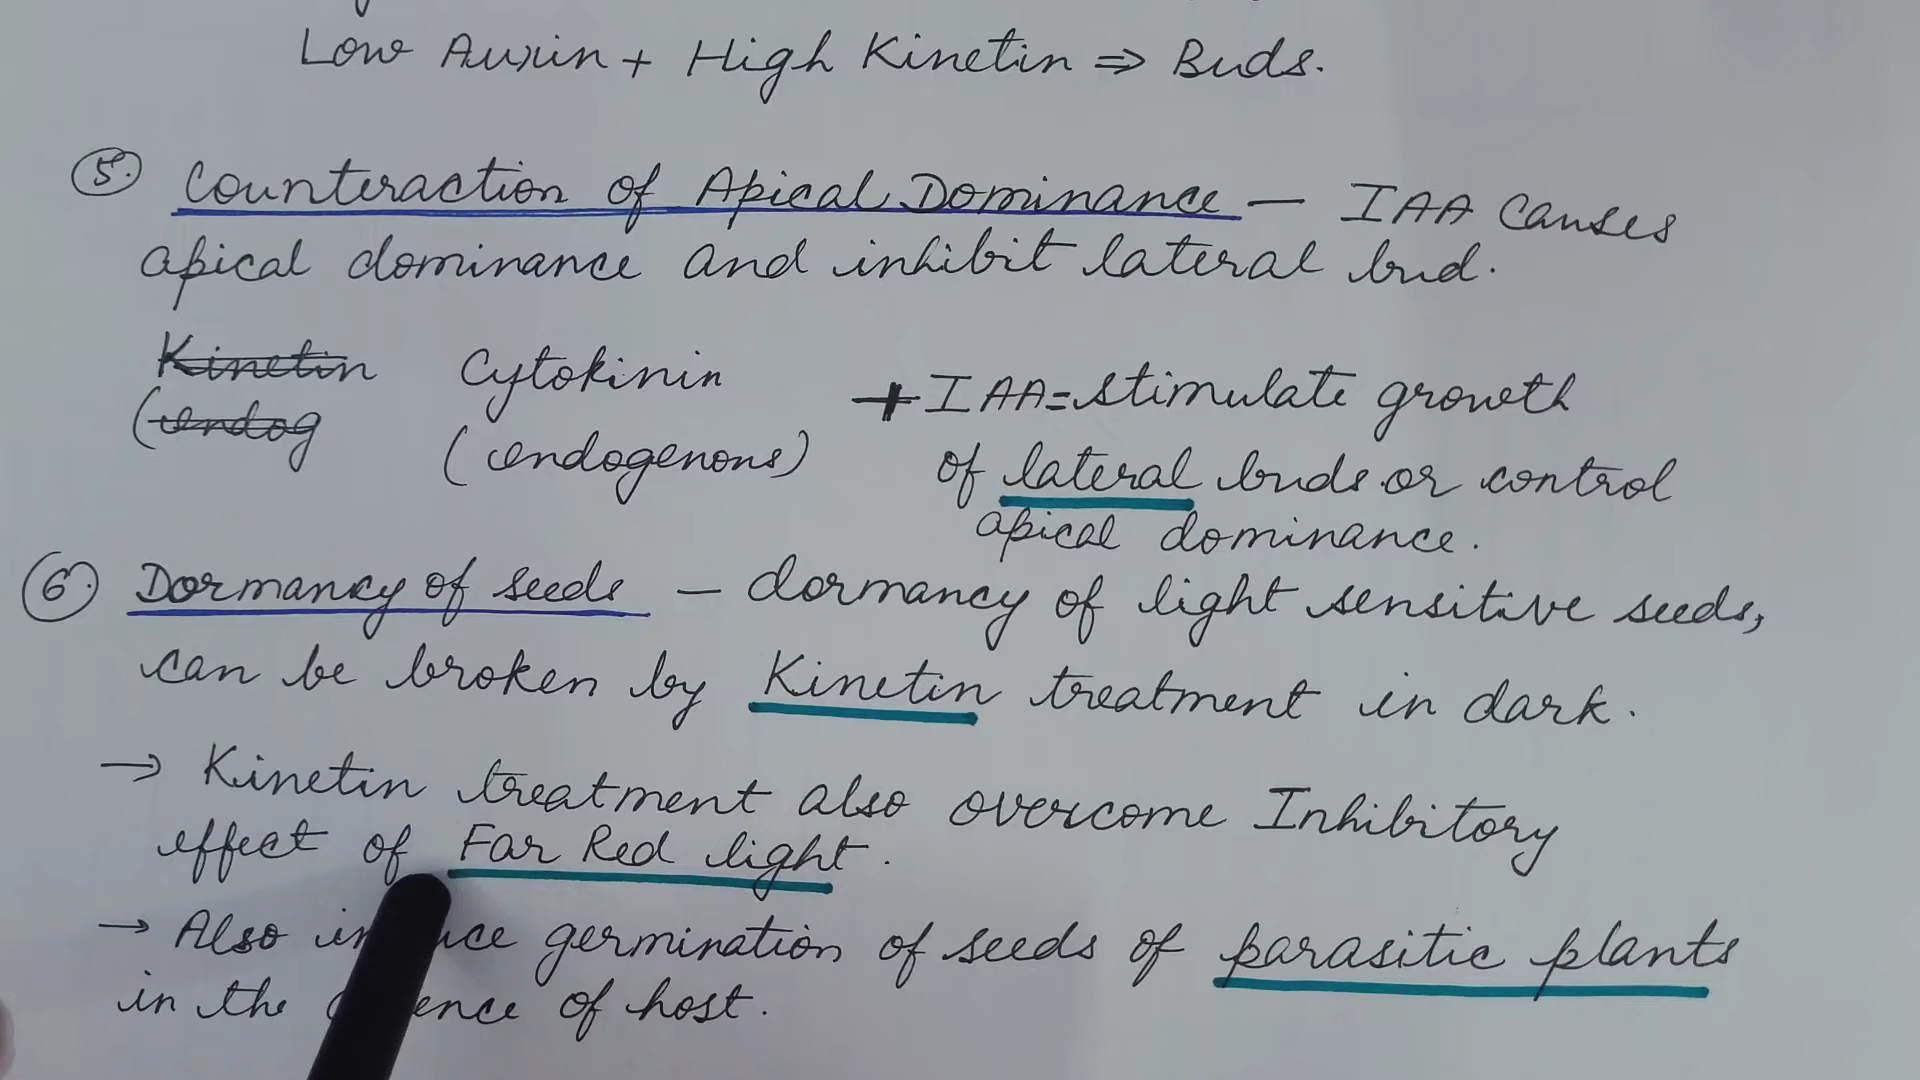 Low Auxin + High Kinetin ⇒ Buds.
5. Counteraction of Apical Dominance — IAA causes
apical dominance and inhibit lateral bud.
Kinetin Cytokinin + IAA = stimulate growth
(endog (endogenous) of lateral buds or control
apical dominance.
6. Dormancy of seeds — dormancy of light sensitive seeds,
can be broken by Kinetin treatment in dark.
→ Kinetin treatment also overcome Inhibitory
effect of Far Red light.
→ Also germination of seeds of parasitic plants
in the of host.